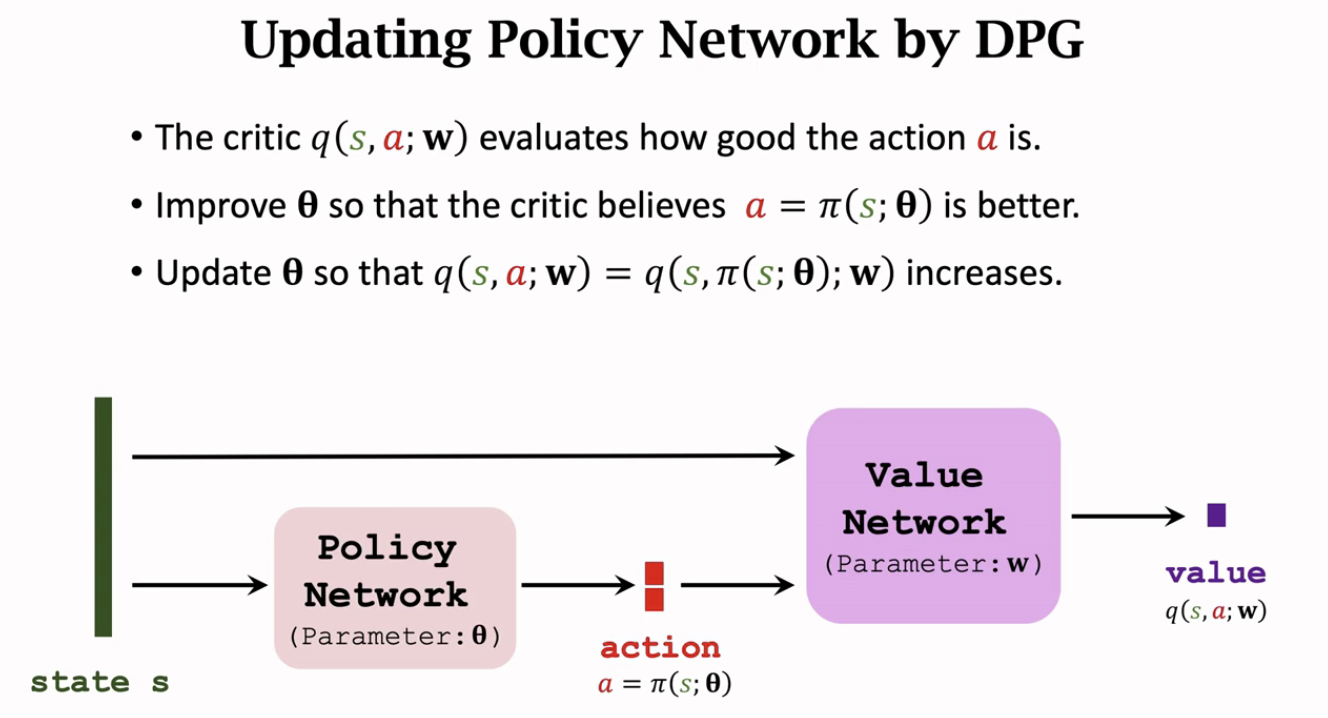 Updating Policy Network by DPG
• The critic q(s, a; w) evaluates how good the action a is.
• Improve θ so that the critic believes a = π(s; θ) is better.
• Update θ so that q(s, a; w) = q(s, π(s; θ); w) increases.
Value
Network
(Parameter: w)
Policy
Network
(Parameter: θ)
value
q(s, a; w)
action
a = π(s; θ)
state s